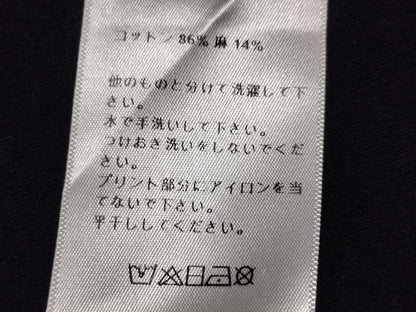 コットン 86% 麻 14%
他のものと分けて洗濯して下
さい。
水で手洗いして下さい。
つけおき洗いをしないでくだ
さい。
プリント部分にアイロンを当
てないで下さい。
平干ししてください。